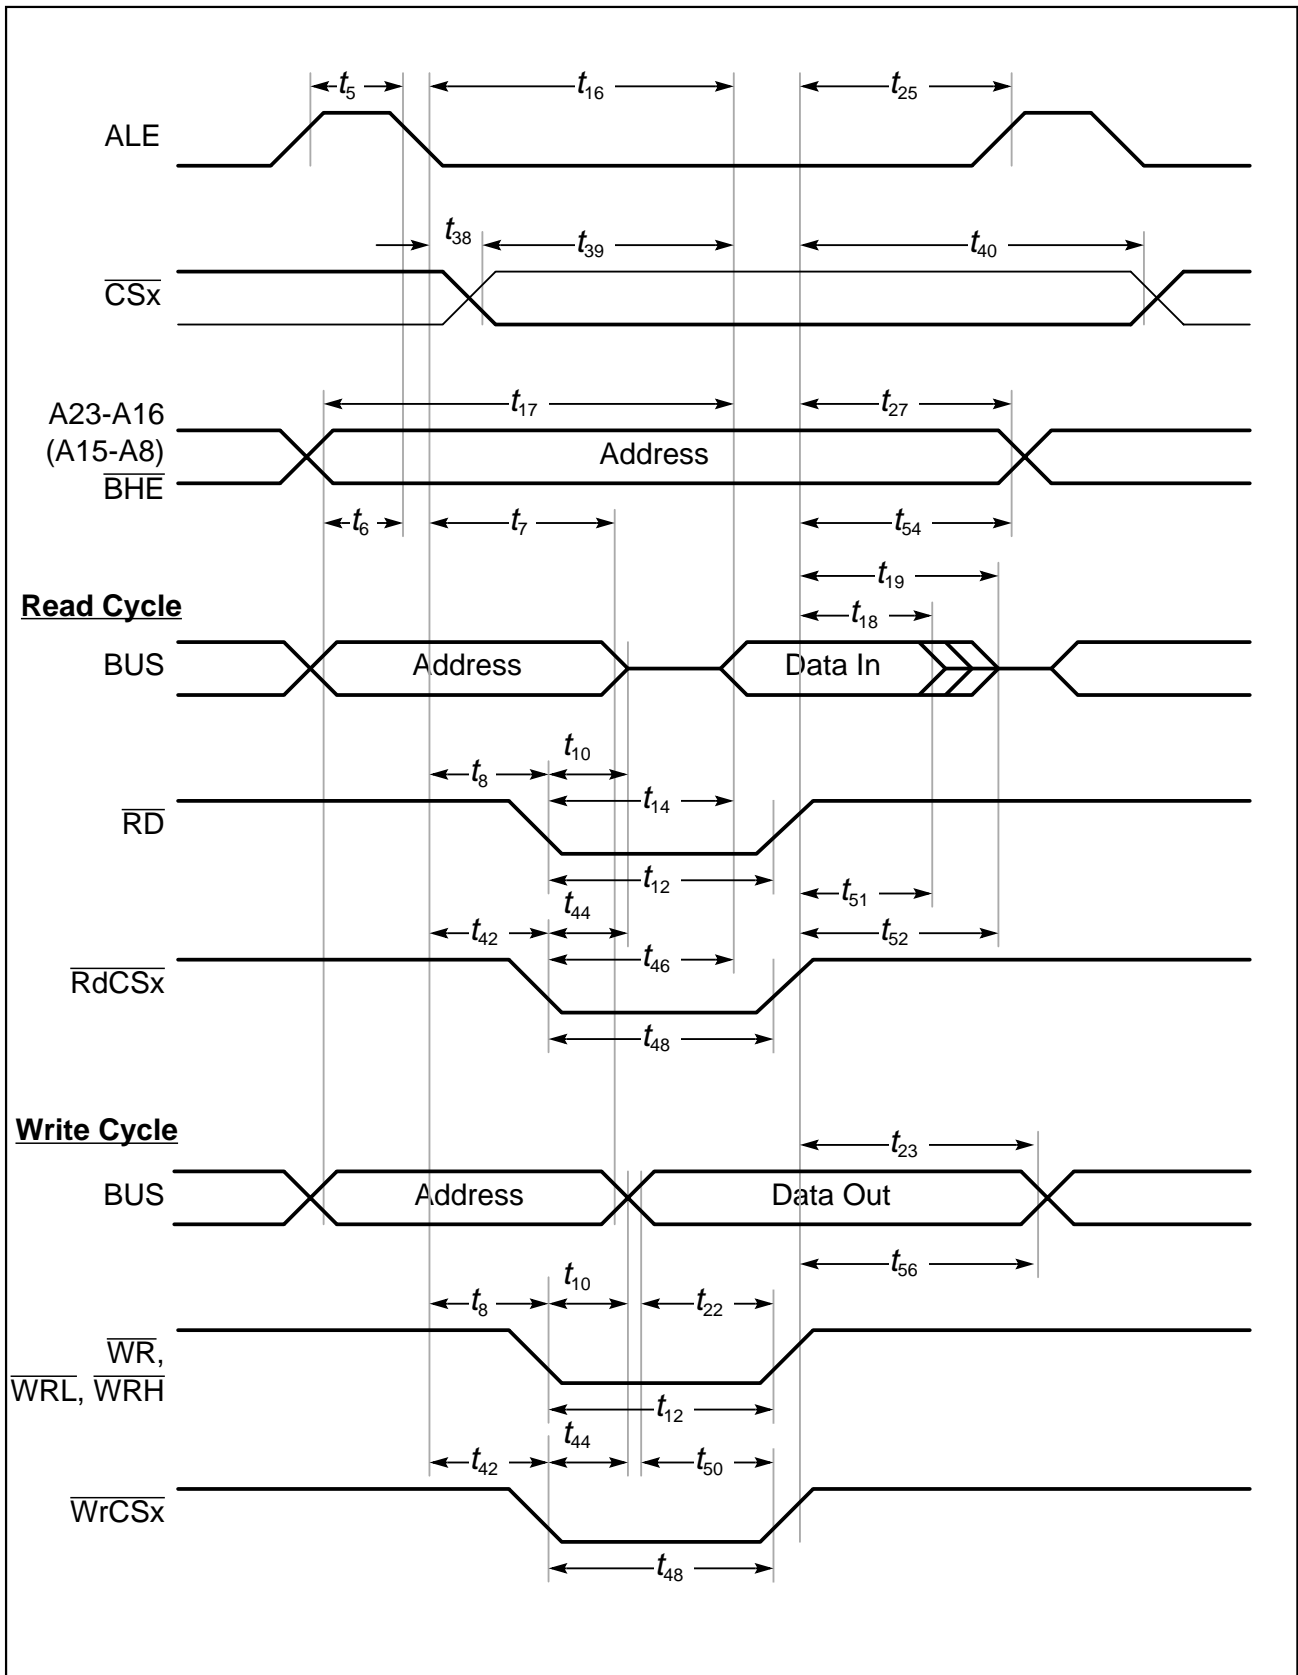 t5 t16 t25
ALE
t38 t39 t40
CSx
t17 t27
A23-A16
(A15-A8) Address
BHE
t6 t7 t54
t19
Read Cycle t18
BUS Address Data In
t10
t8
t14
RD
t12 t51
t44
t42 t52
t46
RdCSx
t48
Write Cycle
t23
BUS Address Data Out
t56
t10
t8 t22
WR,
WRL, WRH
t12
t44
t42 t50
WrCSx
t48